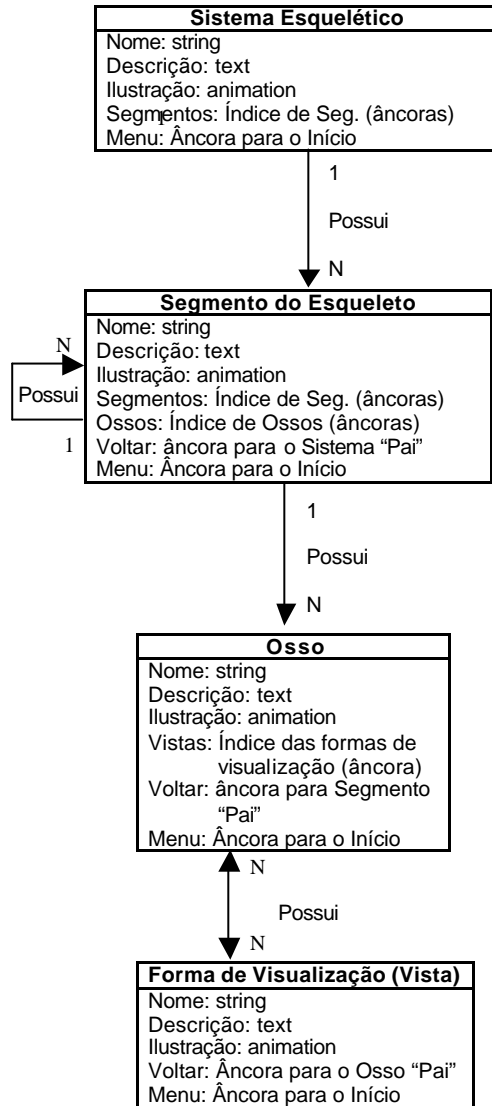 Sistema Esquelético
Nome: string
Descrição: text
Ilustração: animation
Segmentos: Índice de Seg. (âncoras)
1
Menu: Âncora para o Início
1
Possui
N
Segmento do Esqueleto
Nome: string
Descrição: text
Ilustração: animation
Segmentos: Índice de Seg. (âncoras)
Ossos: Índice de Ossos (âncoras)
Voltar: âncora para o Sistema “Pai”
Menu: Âncora para o Início
N
Possui
1
1
Possui
N
Osso
Nome: string
Descrição: text
Ilustração: animation
Vistas: Índice das formas de
visualização (âncora)
Voltar: âncora para Segmento
“Pai”
Menu: Âncora para o Início
N
Possui
N
Forma de Visualização (Vista)
Nome: string
Descrição: text
Ilustração: animation
Voltar: Âncora para o Osso “Pai”
Menu: Âncora para o Início